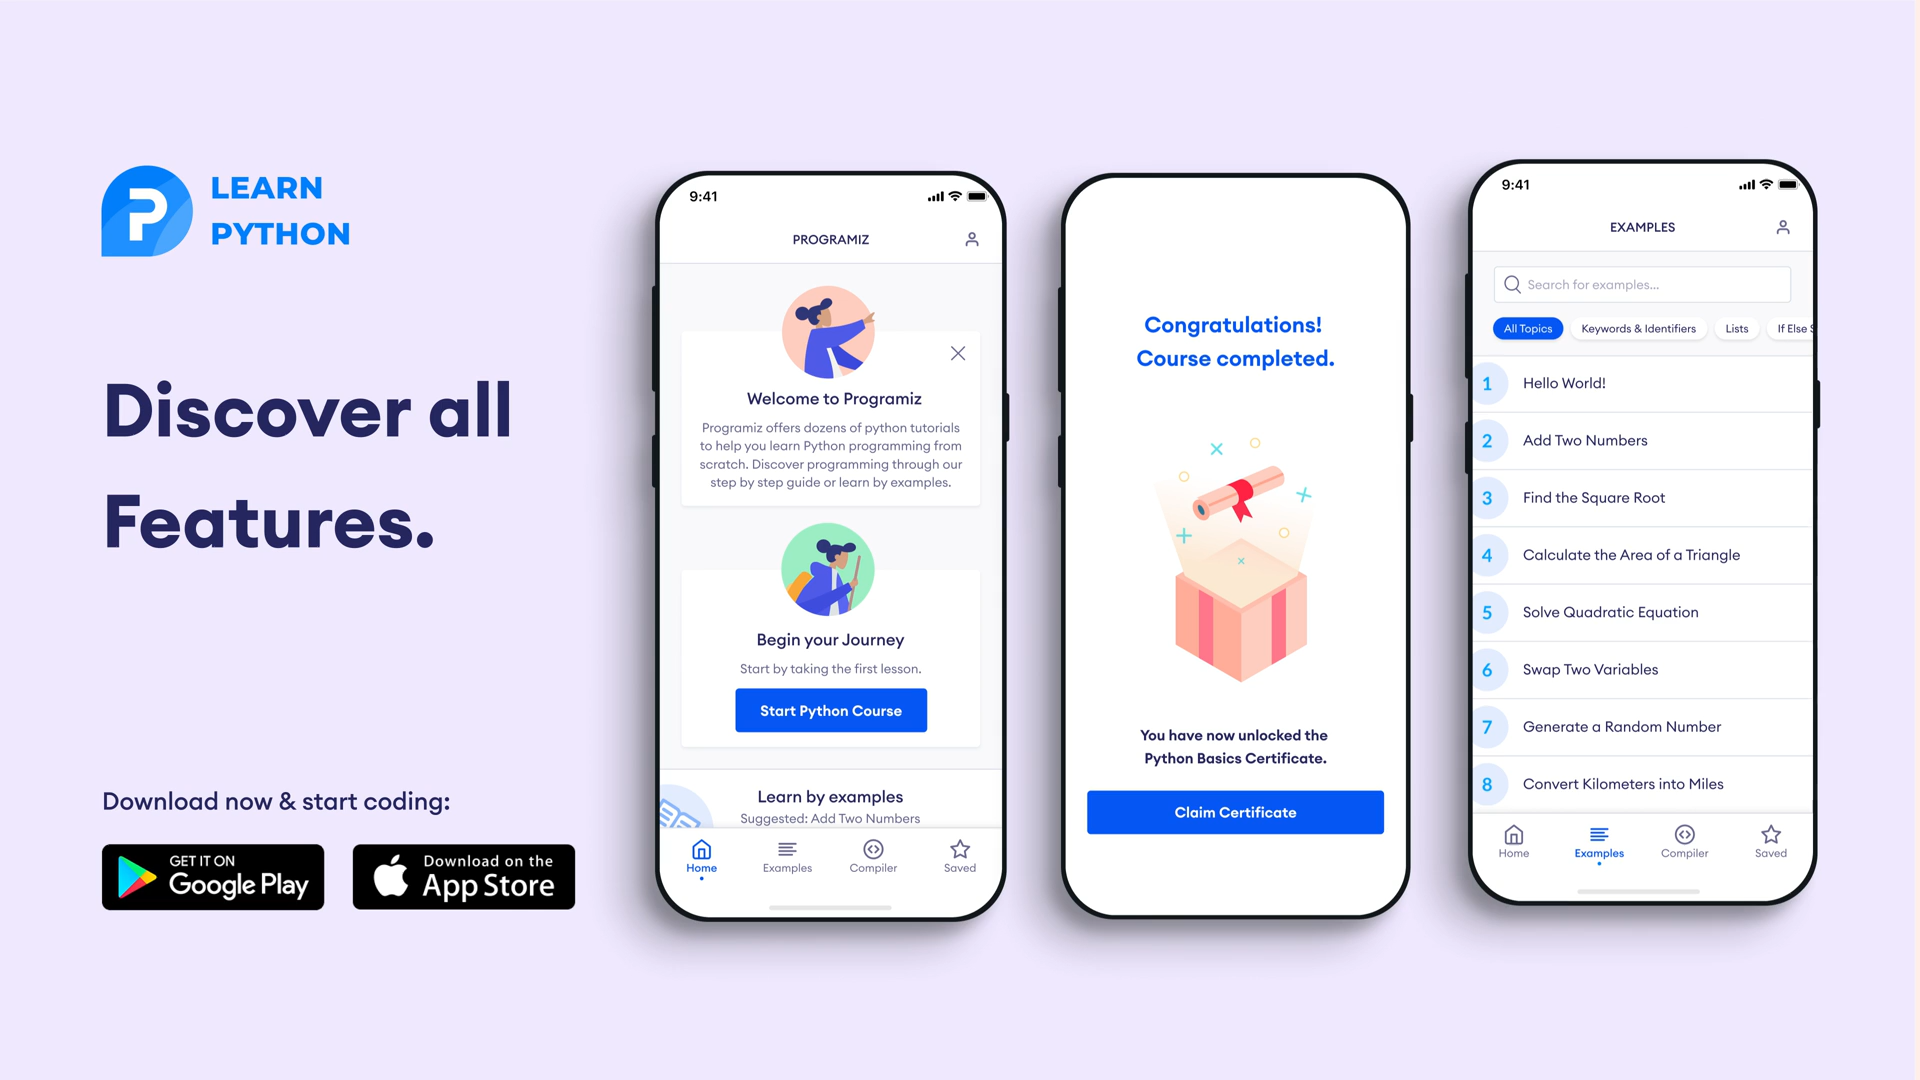 LEARN
PYTHON
Discover all
Features.
Download now & start coding:
GET IT ON
Google Play
Download on the
App Store
9:41
PROGRAMIZ
Welcome to Programiz
Programiz offers dozens of python tutorials
to help you learn Python programming from
scratch. Discover programming through our
step by step guide or learn by examples.
Begin your Journey
Start by taking the first lesson.
Start Python Course
Learn by examples
Suggested: Add Two Numbers
Home
Examples
Compiler
Saved
Congratulations!
Course completed.
You have now unlocked the
Python Basics Certificate.
Claim Certificate
9:41
EXAMPLES
Search for examples...
All Topics
Keywords & Identifiers
Lists
If Else
1 Hello World!
2 Add Two Numbers
3 Find the Square Root
4 Calculate the Area of a Triangle
5 Solve Quadratic Equation
6 Swap Two Variables
7 Generate a Random Number
8 Convert Kilometers into Miles
Home
Examples
Compiler
Saved